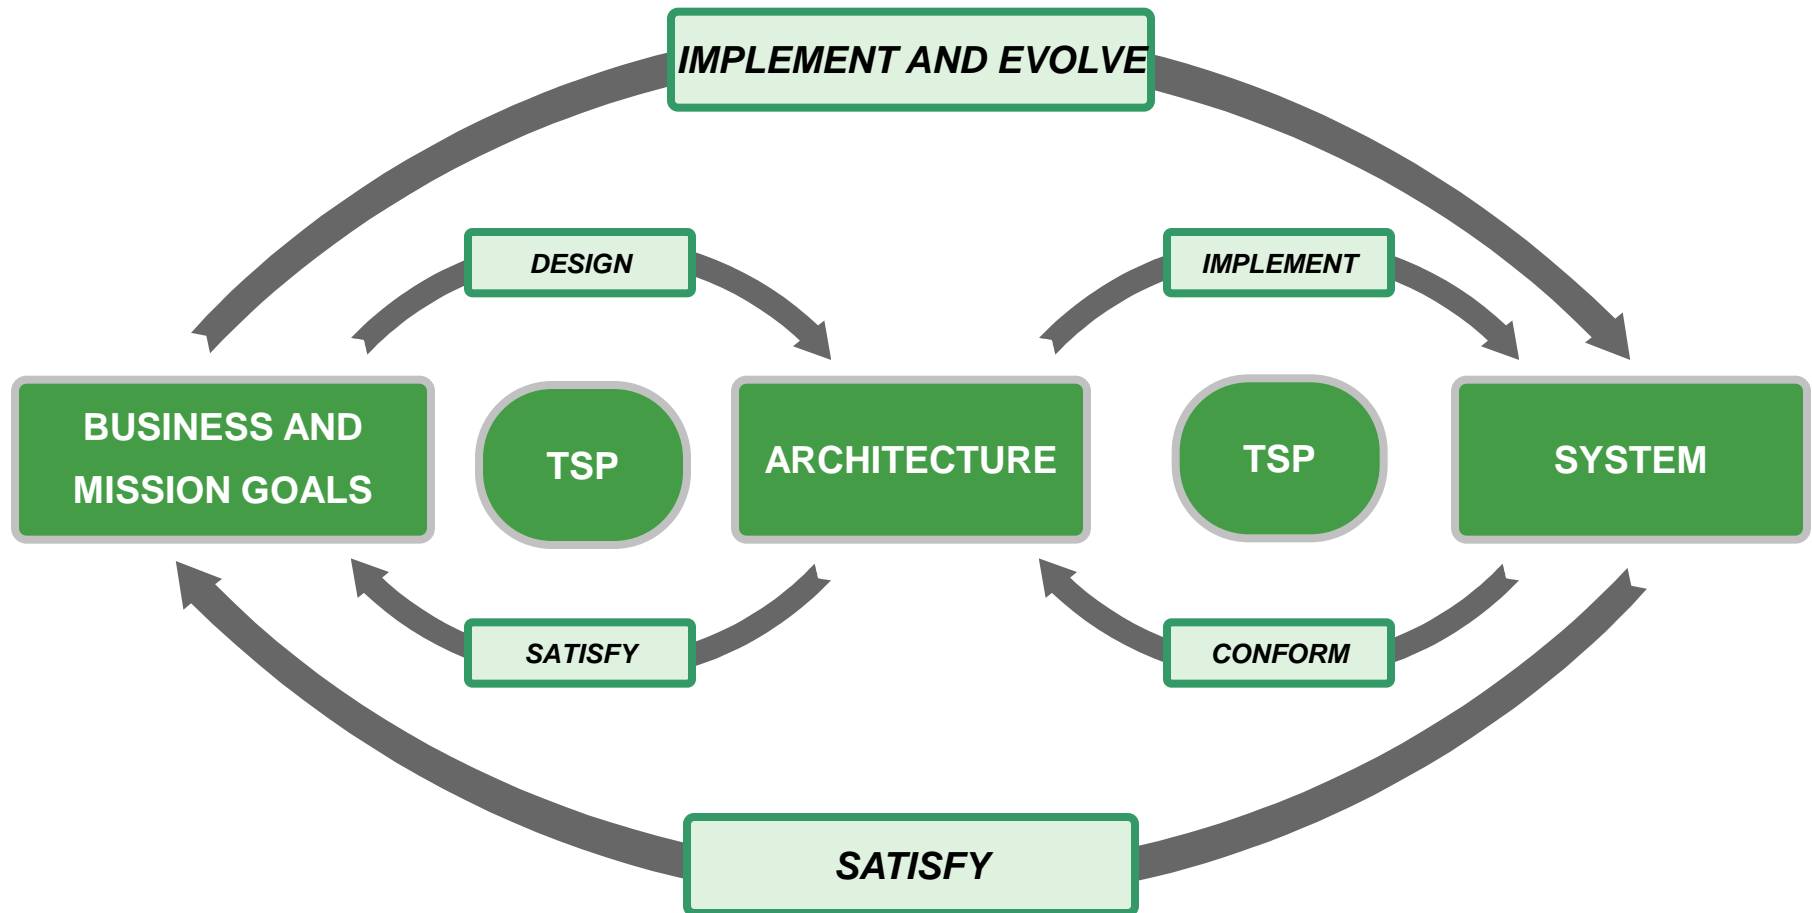 IMPLEMENT AND EVOLVE
DESIGN
IMPLEMENT
BUSINESS AND
MISSION GOALS
TSP
ARCHITECTURE
TSP
SYSTEM
SATISFY
CONFORM
SATISFY